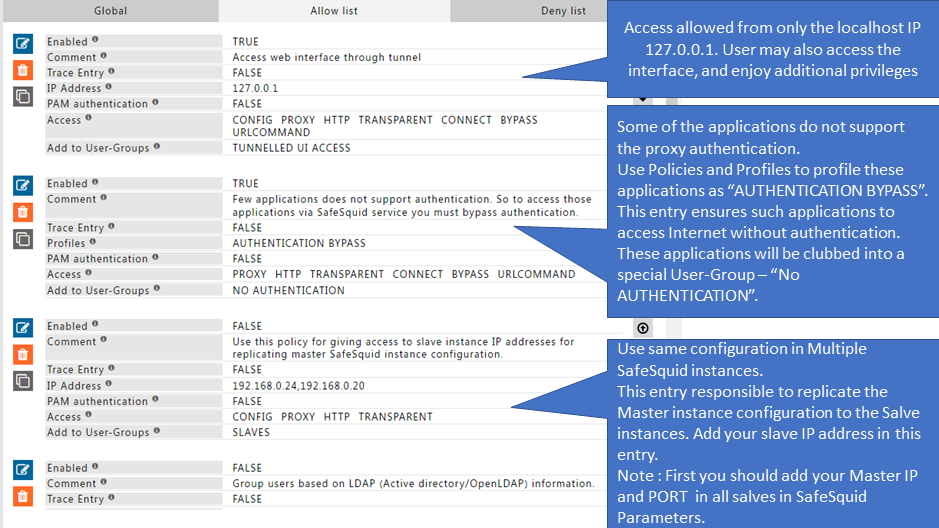 Global
Allow list
Deny list
Enabled TRUE
Comment Access web interface through tunnel
Trace Entry FALSE
IP Address 127.0.0.1
PAM authentication FALSE
Access CONFIG PROXY HTTP TRANSPARENT CONNECT BYPASS
URLCOMMAND
Add to User-Groups TUNNELLED UI ACCESS
Access allowed from only the localhost IP
127.0.0.1. User may also access the
interface, and enjoy additional privileges
Enabled TRUE
Comment Few applications does not support authentication. So to access those
applications via SafeSquid service you must bypass authentication.
Trace Entry FALSE
Profiles AUTHENTICATION BYPASS
PAM authentication FALSE
Access PROXY HTTP TRANSPARENT CONNECT BYPASS URLCOMMAND
Add to User-Groups NO AUTHENTICATION
Some of the applications do not support
the proxy authentication.
Use Policies and Profiles to profile these
applications as “AUTHENTICATION BYPASS”.
This entry ensures such applications to
access Internet without authentication.
These applications will be clubbed into a
special User-Group – “No
AUTHENTICATION”.
Enabled FALSE
Comment Use this policy for giving access to slave instance IP addresses for
replicating master SafeSquid instance configuration.
Trace Entry FALSE
IP Address 192.168.0.24,192.168.0.20
PAM authentication FALSE
Access CONFIG PROXY HTTP TRANSPARENT
Add to User-Groups SLAVES
Use same configuration in Multiple
SafeSquid instances.
This entry responsible to replicate the
Master instance configuration to the Salve
instances. Add your slave IP address in this
entry.
Note : First you should add your Master IP
and PORT in all salves in SafeSquid
Parameters.
Enabled FALSE
Comment Group users based on LDAP (Active directory/OpenLDAP) information.
Trace Entry FALSE